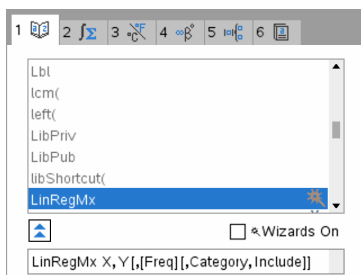 1 2 ∫Σ 3 °C°F 4 ∞β° 5 6
Lbl
lcm(
left(
LibPriv
LibPub
libShortcut(
LinRegMx
Wizards On
LinRegMx X,Y[,[Freq][,Category,Include]]